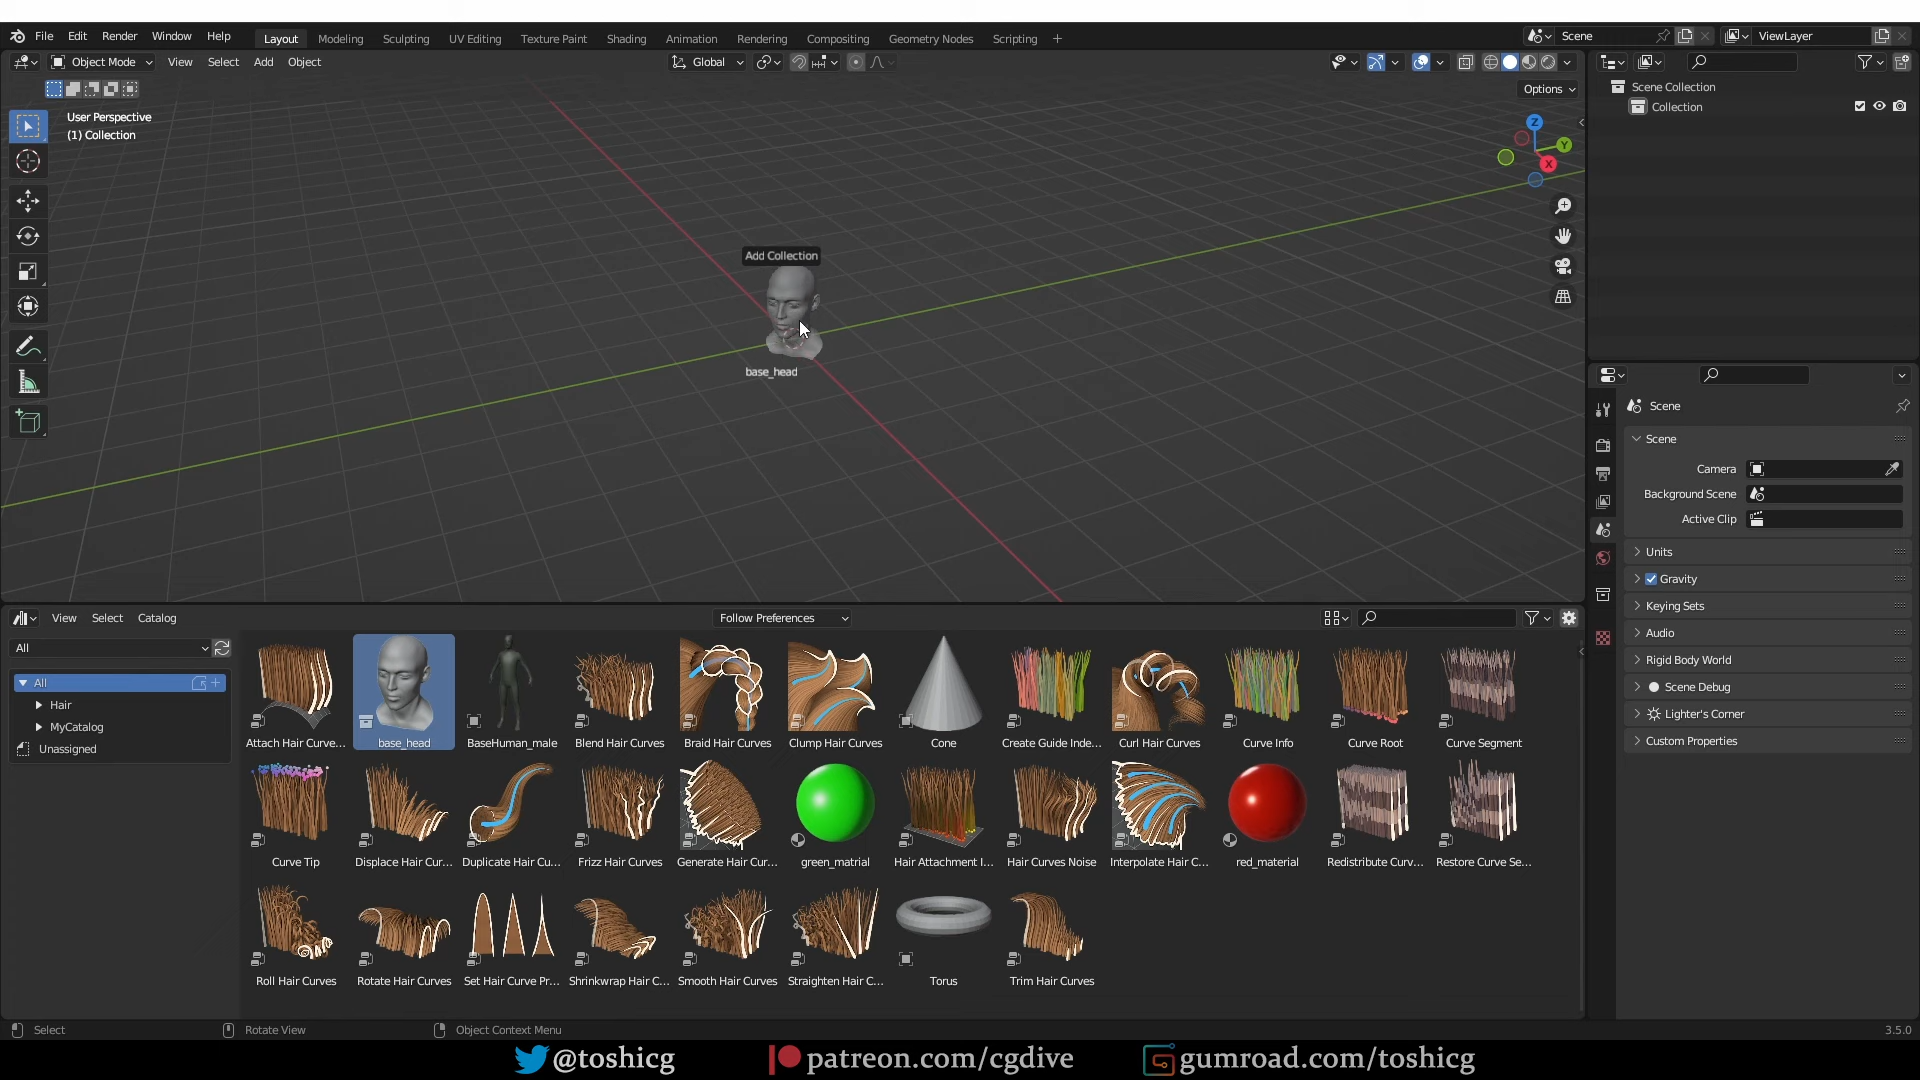 File Edit Render Window Help
Layout Modeling Sculpting UV Editing Texture Paint Shading Animation Rendering Compositing Geometry Nodes Scripting +
Scene
ViewLayer
Object Mode View Select Add Object
Global
Options
User Perspective
(1) Collection
Z
Y
X
Add Collection
base_head
Scene Collection
Collection
Scene
Scene
Camera
Background Scene
Active Clip
Units
Gravity
Keying Sets
Audio
Rigid Body World
Scene Debug
Lighter's Corner
Custom Properties
View Select Catalog
Follow Preferences
All
All
Hair
MyCatalog
Unassigned
Attach Hair Curve... base_head BaseHuman_male Blend Hair Curves Braid Hair Curves Clump Hair Curves Cone Create Guide Inde... Curl Hair Curves Curve Info Curve Root Curve Segment
Curve Tip Displace Hair Cur... Duplicate Hair Cu... Frizz Hair Curves Generate Hair Cur... green_matrial Hair Attachment I... Hair Curves Noise Interpolate Hair C... red_material Redistribute Curv... Restore Curve Se...
Roll Hair Curves Rotate Hair Curves Set Hair Curve Pr... Shrinkwrap Hair C... Smooth Hair Curves Straighten Hair C... Torus Trim Hair Curves
Select Rotate View Object Context Menu 3.5.0
@toshicg patreon.com/cgdive gumroad.com/toshicg